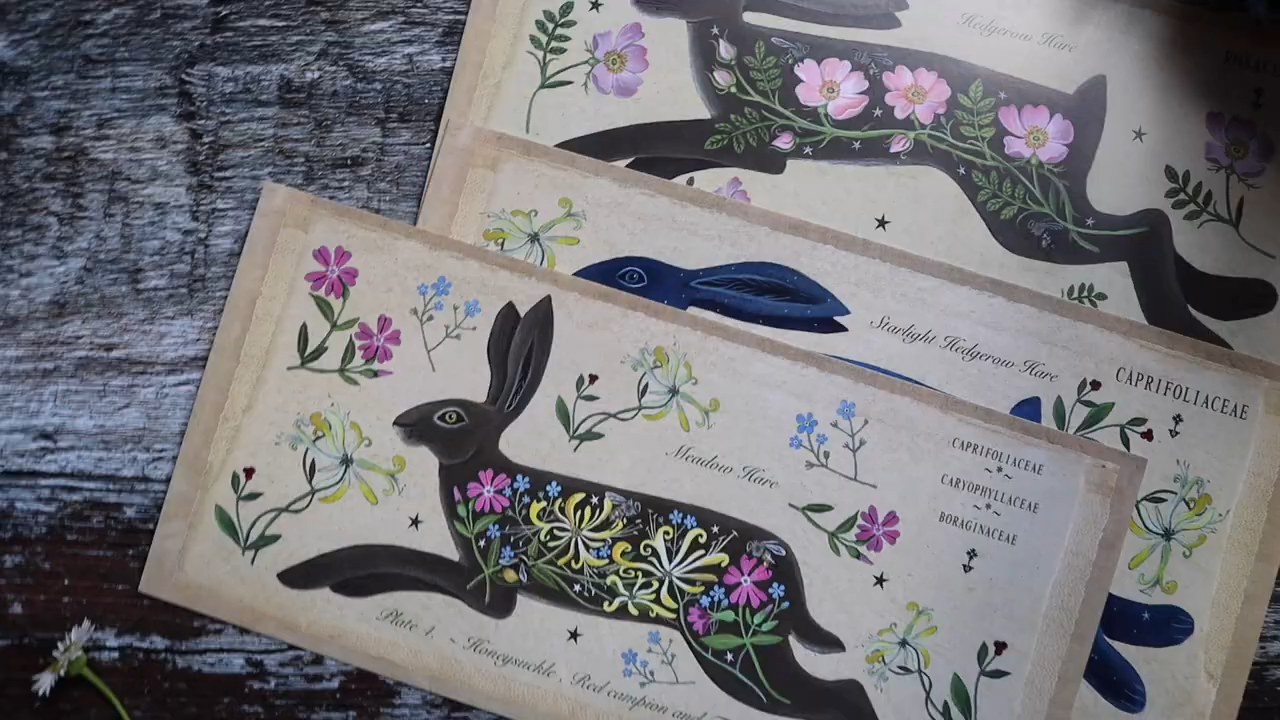 Hedgerow Hare
Starlight Hedgerow Hare
CAPRIFOLIACEAE
Meadow Hare
CAPRIFOLIACEAE
~*~
CARYOPHYLLACEAE
~*~
BORAGINACEAE
Plate 1. ~ Honeysuckle, Red campion and